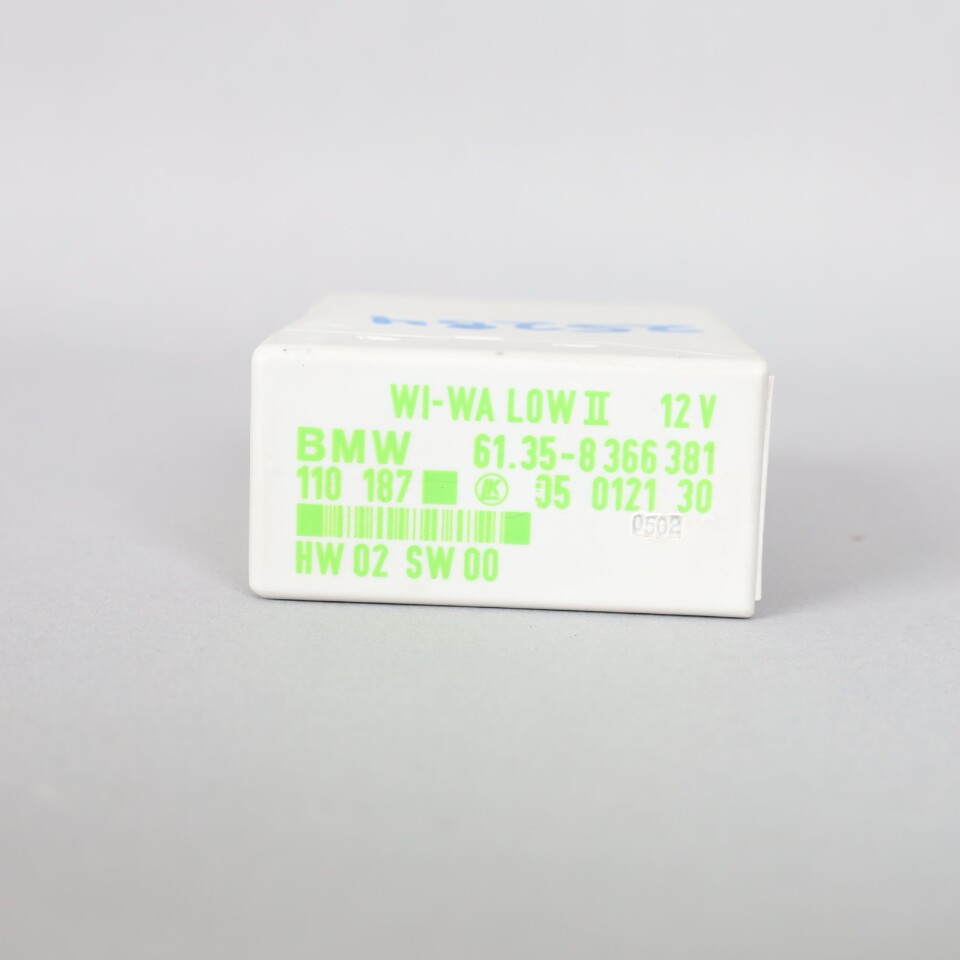 25284
WI-WA LOW II 12 V
BMW 61.35-8 366 381
110 187 K 05 0121 30
0502
HW 02 SW 00